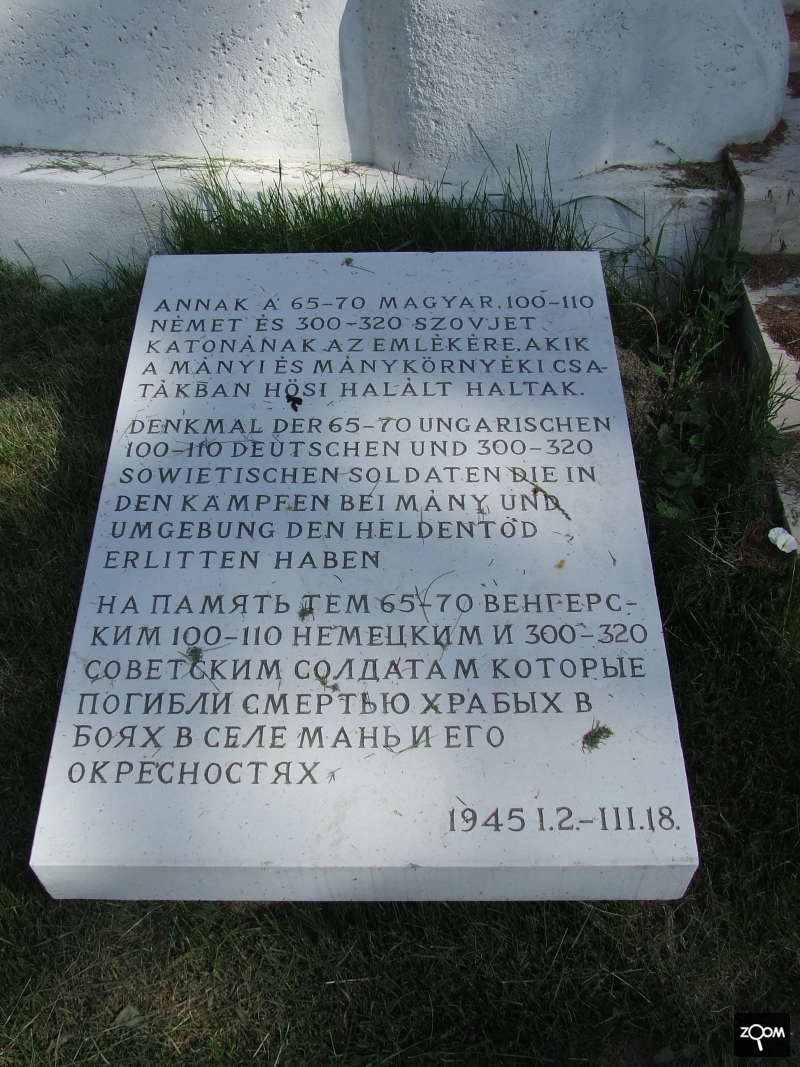 ANNAK A 65-70 MAGYAR, 100-110
NÉMET ÉS 300-320 SZOVJET
KATONÁNAK AZ EMLÉKÉRE, AKIK
A MÁNYI ÉS MÁNYKÖRNYÉKI CSA-
TÁKBAN HŐSI HALÁLT HALTAK.
DENKMAL DER 65-70 UNGARISCHEN
100-110 DEUTSCHEN UND 300-320
SOWIETISCHEN SOLDATEN DIE IN
DEN KÄMPFEN BEI MÁNY UND
UMGEBUNG DEN HELDENTOD
ERLITTEN HABEN
НА ПАМЯТЬ ТЕМ 65-70 ВЕНГЕРС-
КИМ 100-110 НЕМЕЦКИМ И 300-320
СОВЕТСКИМ СОЛДАТАМ КОТОРЫЕ
ПОГИБЛИ СМЕРТЬЮ ХРАБЫХ В
БОЯХ В СЕЛЕ МАНЬ И ЕГО
ОКРЕСНОСТЯХ
1945 I.2.-III.18.
ZOOM